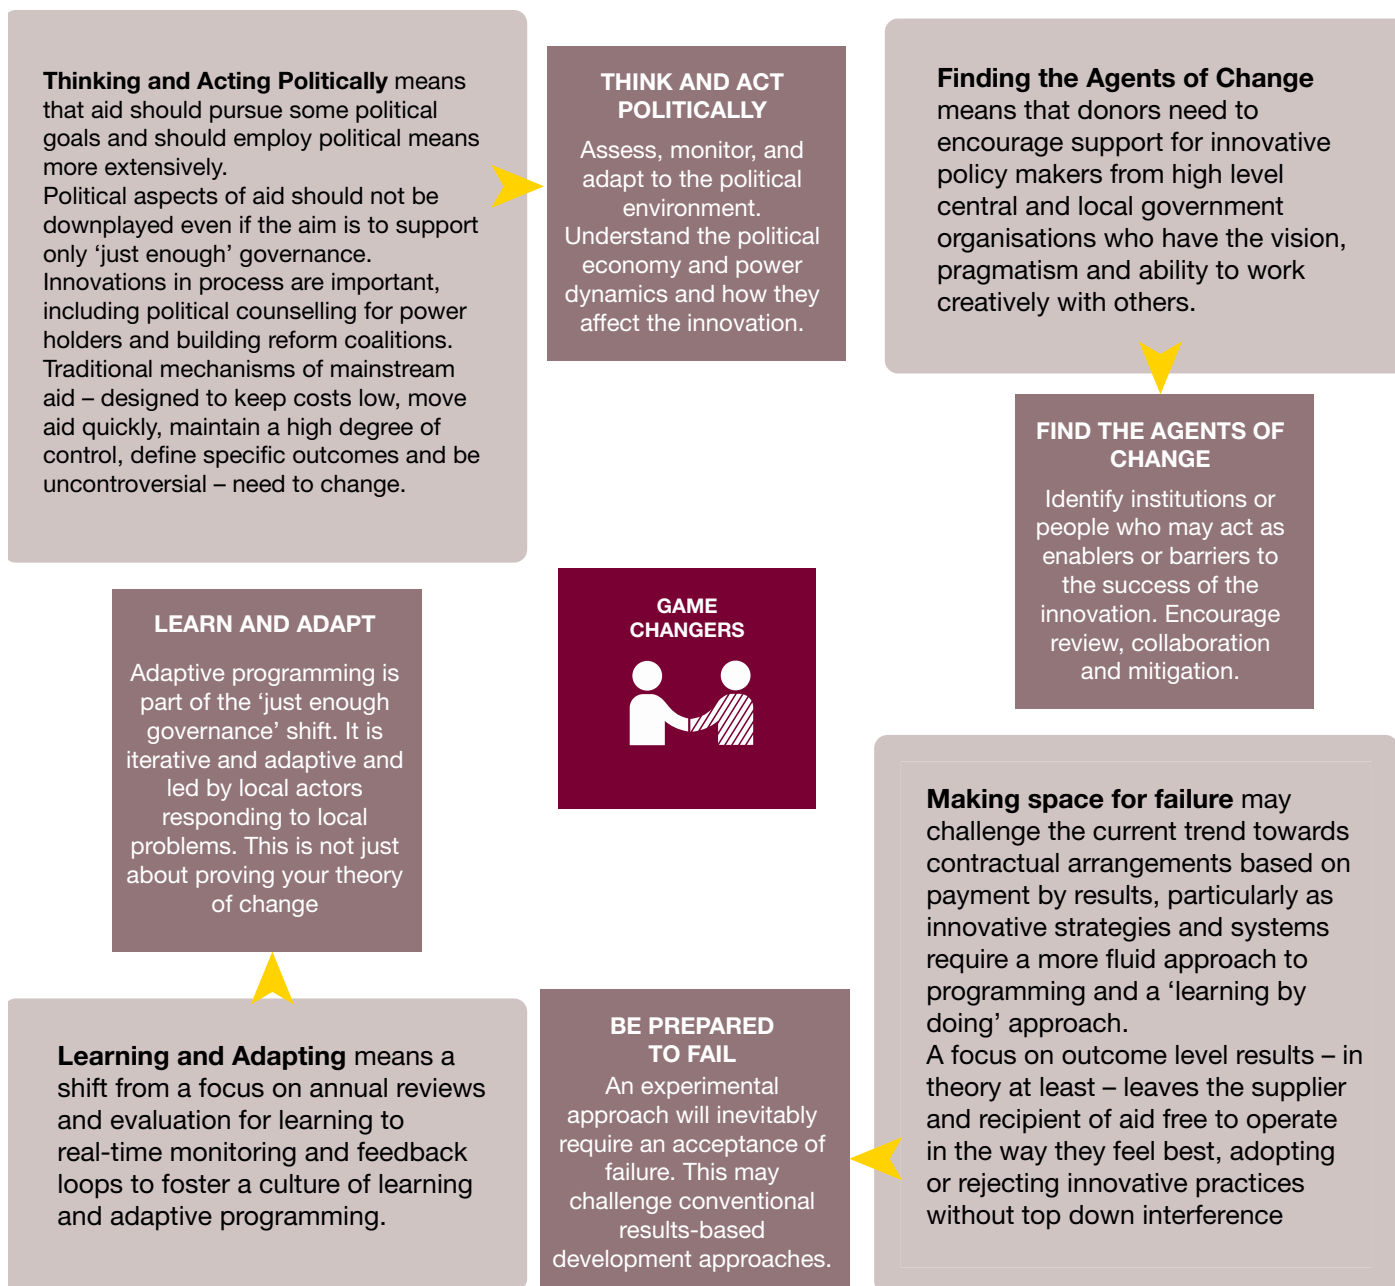 Thinking and Acting Politically means
that aid should pursue some political
goals and should employ political means
more extensively.
Political aspects of aid should not be
downplayed even if the aim is to support
only ‘just enough’ governance.
Innovations in process are important,
including political counselling for power
holders and building reform coalitions.
Traditional mechanisms of mainstream
aid – designed to keep costs low, move
aid quickly, maintain a high degree of
control, define specific outcomes and be
uncontroversial – need to change.
THINK AND ACT
POLITICALLY
Assess, monitor, and
adapt to the political
environment.
Understand the political
economy and power
dynamics and how they
affect the innovation.
Finding the Agents of Change
means that donors need to
encourage support for innovative
policy makers from high level
central and local government
organisations who have the vision,
pragmatism and ability to work
creatively with others.
FIND THE AGENTS OF
CHANGE
Identify institutions or
people who may act as
enablers or barriers to
the success of the
innovation. Encourage
review, collaboration
and mitigation.
LEARN AND ADAPT
Adaptive programming is
part of the ‘just enough
governance’ shift. It is
iterative and adaptive and
led by local actors
responding to local
problems. This is not just
about proving your theory
of change
GAME
CHANGERS
Making space for failure may
challenge the current trend towards
contractual arrangements based on
payment by results, particularly as
innovative strategies and systems
require a more fluid approach to
programming and a ‘learning by
doing’ approach.
A focus on outcome level results – in
theory at least – leaves the supplier
and recipient of aid free to operate
in the way they feel best, adopting
or rejecting innovative practices
without top down interference
BE PREPARED
TO FAIL
An experimental
approach will inevitably
require an acceptance of
failure. This may
challenge conventional
results-based
development approaches.
Learning and Adapting means a
shift from a focus on annual reviews
and evaluation for learning to
real-time monitoring and feedback
loops to foster a culture of learning
and adaptive programming.